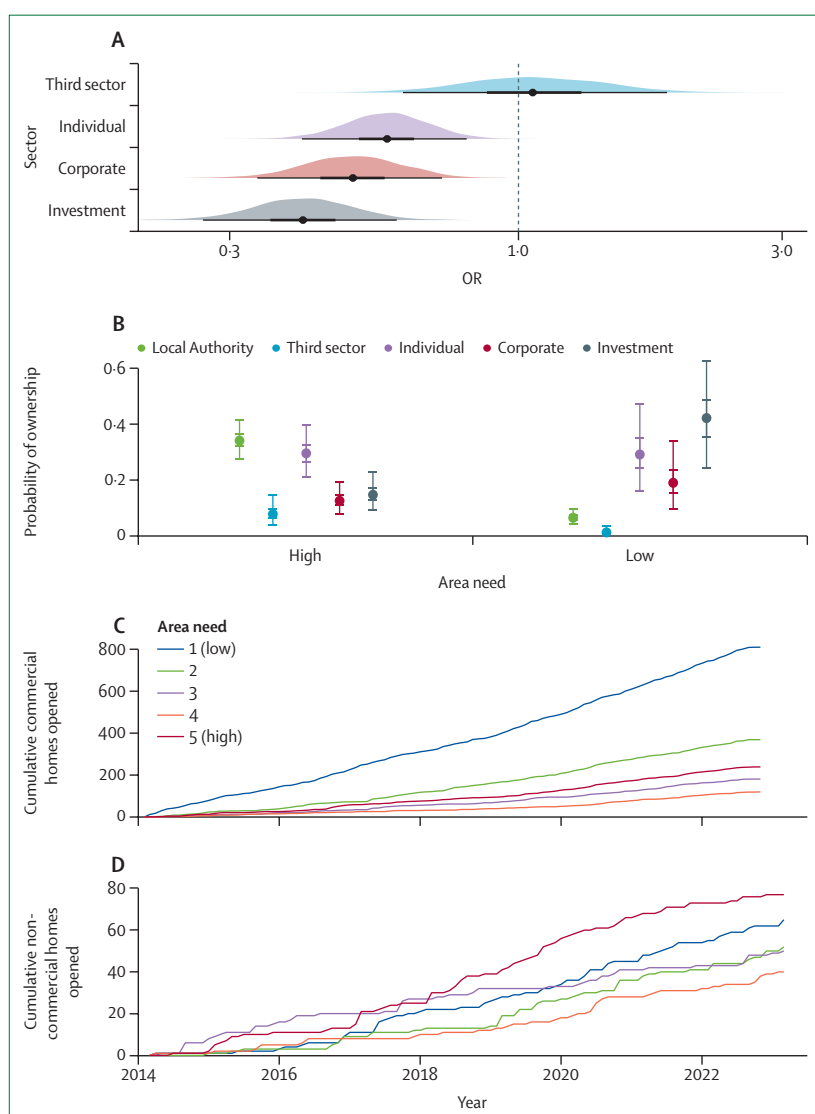 A
Third sector
Individual
Corporate
Investment
Sector
0·3
1·0
3·0
OR
B
Local Authority
Third sector
Individual
Corporate
Investment
0·6
0·4
0·2
0
Probability of ownership
High
Low
Area need
C
Area need
1 (low)
2
3
4
5 (high)
800
600
400
200
0
Cumulative commercial
homes opened
D
80
60
40
20
0
Cumulative non-
commercial homes
opened
2014
2016
2018
2020
2022
Year